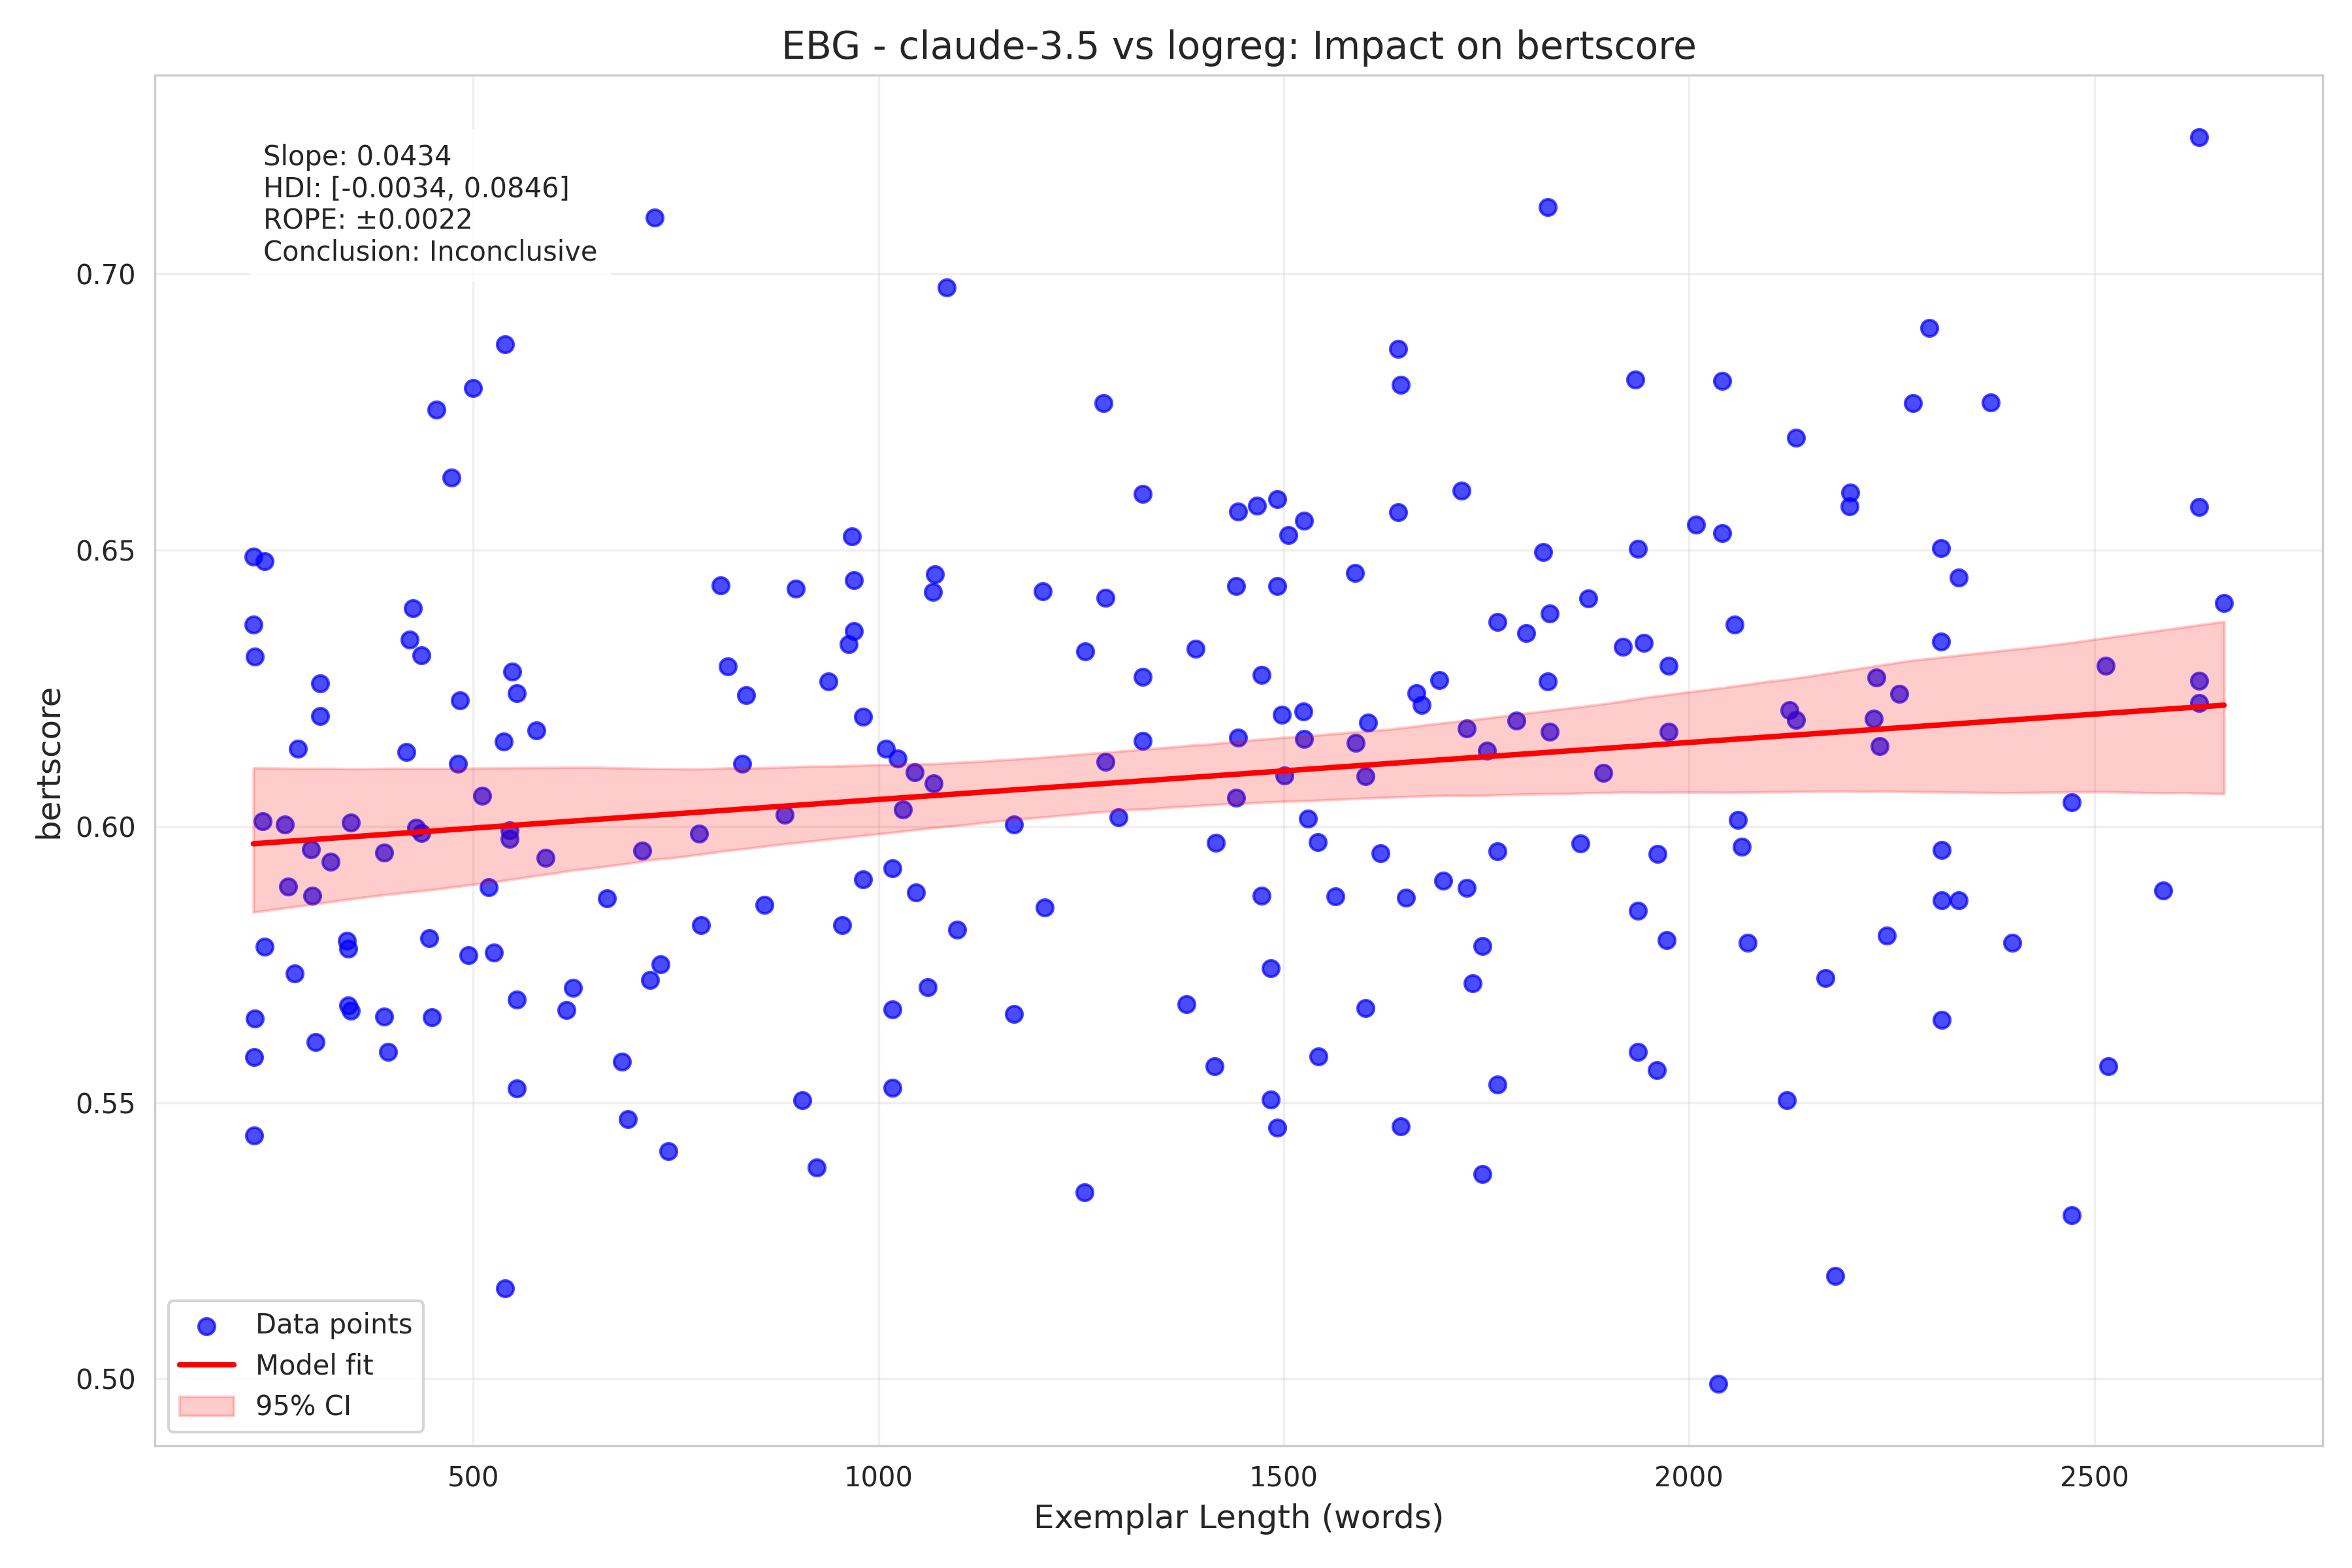 EBG - claude-3.5 vs logreg: Impact on bertscore
Slope: 0.0434
HDI: [-0.0034, 0.0846]
ROPE: ±0.0022
Conclusion: Inconclusive
0.70
0.65
0.60
0.55
0.50
bertscore
Data points
Model fit
95% CI
500
1000
1500
2000
2500
Exemplar Length (words)